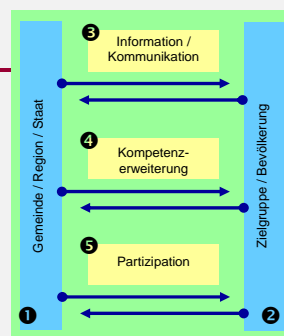 ❸
Information /
Kommunikation
Gemeinde / Region / Staat
Zielgruppe / Bevölkerung
❹
Kompetenz-
erweiterung
❺
Partizipation
❶
❷